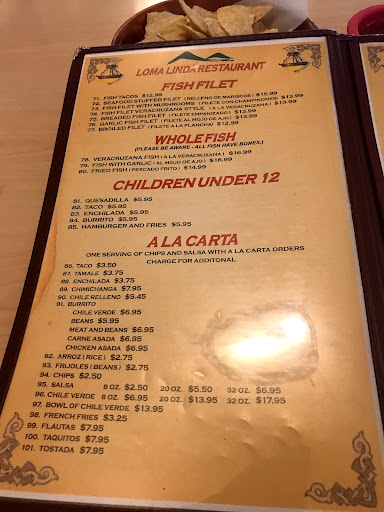 LOMA LINDA RESTAURANT
FISH FILET
71. FISH TACOS $12.99
72. SEAFOOD STUFFED FILET (RELLENO DE MARISCOS) $15.99
73. FISH FILET WITH MUSHROOMS (FILETE CON CHAMPIÑONES) $13.99
74. FISH FILET VERACRUZANA STYLE (A LA VERACRUZANA) $13.99
75. BREADED FISH FILET (FILETE EMPANIZADO) $13.99
76. GARLIC FISH FILET (FILETE AL MOJO DE AJO) $13.99
77. BROILED FILET (FILETE A LA PLANCHA) $12.99
WHOLE FISH
(PLEASE BE AWARE - ALL FISH HAVE BONES.)
78. VERACRUZANA FISH (A LA VERACRUZANA) $16.99
79. FISH WITH GARLIC (AL MOJO DE AJO) $16.99
80. FRIED FISH (PESCADO FRITO) $14.99
CHILDREN UNDER 12
81. QUESADILLA $5.95
82. TACO $5.95
83. ENCHILADA $5.95
84. BURRITO $5.95
85. HAMBURGER AND FRIES $5.95
A LA CARTA
ONE SERVING OF CHIPS AND SALSA WITH A LA CARTA ORDERS
CHARGE FOR ADDITONAL
86. TACO $3.50
87. TAMALE $3.75
88. ENCHILADA $3.75
89. CHIMICHANGA $7.95
90. CHILE RELLENO $5.45
91. BURRITO
CHILE VERDE $6.95
BEANS $5.95
MEAT AND BEANS $6.95
CARNE ASADA $6.95
CHICKEN ASADA $6.95
92. ARROZ (RICE) $2.75
93. FRIJOLES (BEANS) $2.75
94. CHIPS $2.50
95. SALSA 8 OZ. $2.50 20 OZ. $5.50 32 OZ. $6.95
96. CHILE VERDE 8 OZ. $6.95 20 OZ. $13.95 32 OZ. $17.95
97. BOWL OF CHILE VERDE $13.95
98. FRENCH FRIES $3.25
99. FLAUTAS $7.95
100. TAQUITOS $7.95
101. TOSTADA $7.95